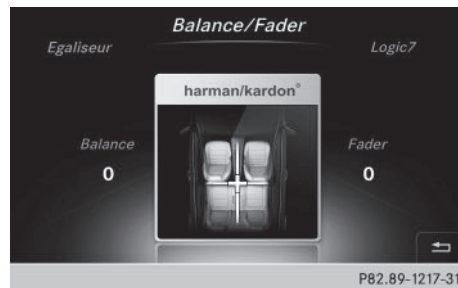 Balance/Fader
Egaliseur
Logic7
harman/kardon®
Balance
Fader
0
0
P82.89-1217-31